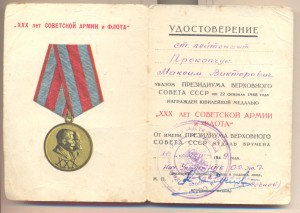 "XXX лет СОВЕТСКОЙ АРМИИ и ФЛОТА"
XXX
УДОСТОВЕРЕНИЕ
ст. лейтенант
Максим Викторович
УКАЗОМ ПРЕЗИДИУМА ВЕРХОВНОГО
СОВЕТА СССР от 22 февраля 1948 года
НАГРАЖДЕН ЮБИЛЕЙНОЙ МЕДАЛЬЮ
"XXX ЛЕТ СОВЕТСКОЙ АРМИИ
и ФЛОТА"
От имени ПРЕЗИДИУМА ВЕРХОВНОГО
СОВЕТА СССР МЕДАЛЬ ВРУЧЕНА
М. П.